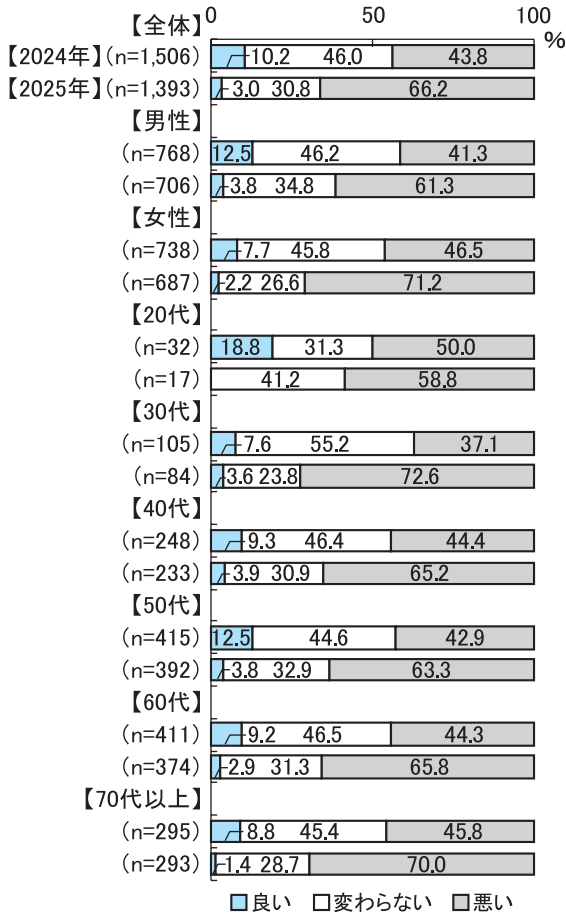 0 50 100
%
【全体】
【2024年】(n=1,506) 10.2 46.0 43.8
【2025年】(n=1,393) 3.0 30.8 66.2
【男性】
(n=768) 12.5 46.2 41.3
(n=706) 3.8 34.8 61.3
【女性】
(n=738) 7.7 45.8 46.5
(n=687) 2.2 26.6 71.2
【20代】
(n=32) 18.8 31.3 50.0
(n=17) 41.2 58.8
【30代】
(n=105) 7.6 55.2 37.1
(n=84) 3.6 23.8 72.6
【40代】
(n=248) 9.3 46.4 44.4
(n=233) 3.9 30.9 65.2
【50代】
(n=415) 12.5 44.6 42.9
(n=392) 3.8 32.9 63.3
【60代】
(n=411) 9.2 46.5 44.3
(n=374) 2.9 31.3 65.8
【70代以上】
(n=295) 8.8 45.4 45.8
(n=293) 1.4 28.7 70.0
良い 変わらない 悪い